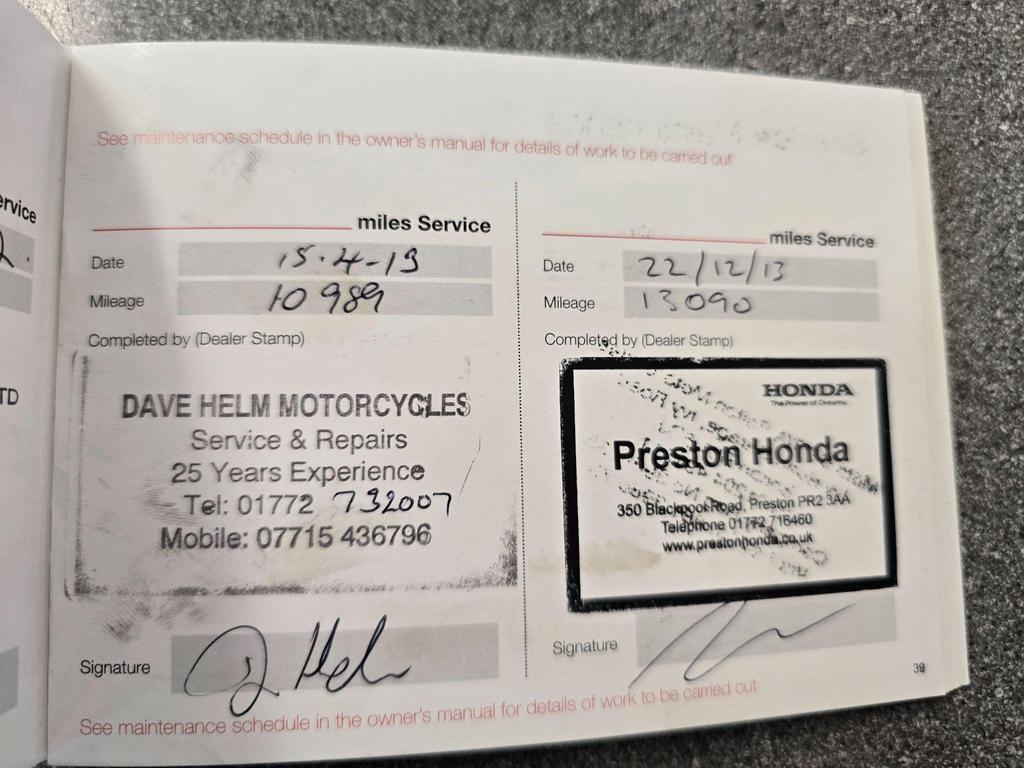 ervice
2.
TD
See maintenance schedule in the owner's manual for details of work to be carried out
miles Service
Date 15.4-13
Mileage 10989
Completed by (Dealer Stamp)
DAVE HELM MOTORCYCLES
Service & Repairs
25 Years Experience
Tel: 01772 732007
Mobile: 07715 436796
Signature D Helm
miles Service
Date 22/12/13
Mileage 13090
Completed by (Dealer Stamp)
HONDA
The Power of Dreams
Preston Honda
350 Blackpool Road, Preston PR2 3AA
Telephone 01772 716460
www.prestonhonda.co.uk
Signature
39
See maintenance schedule in the owner's manual for details of work to be carried out